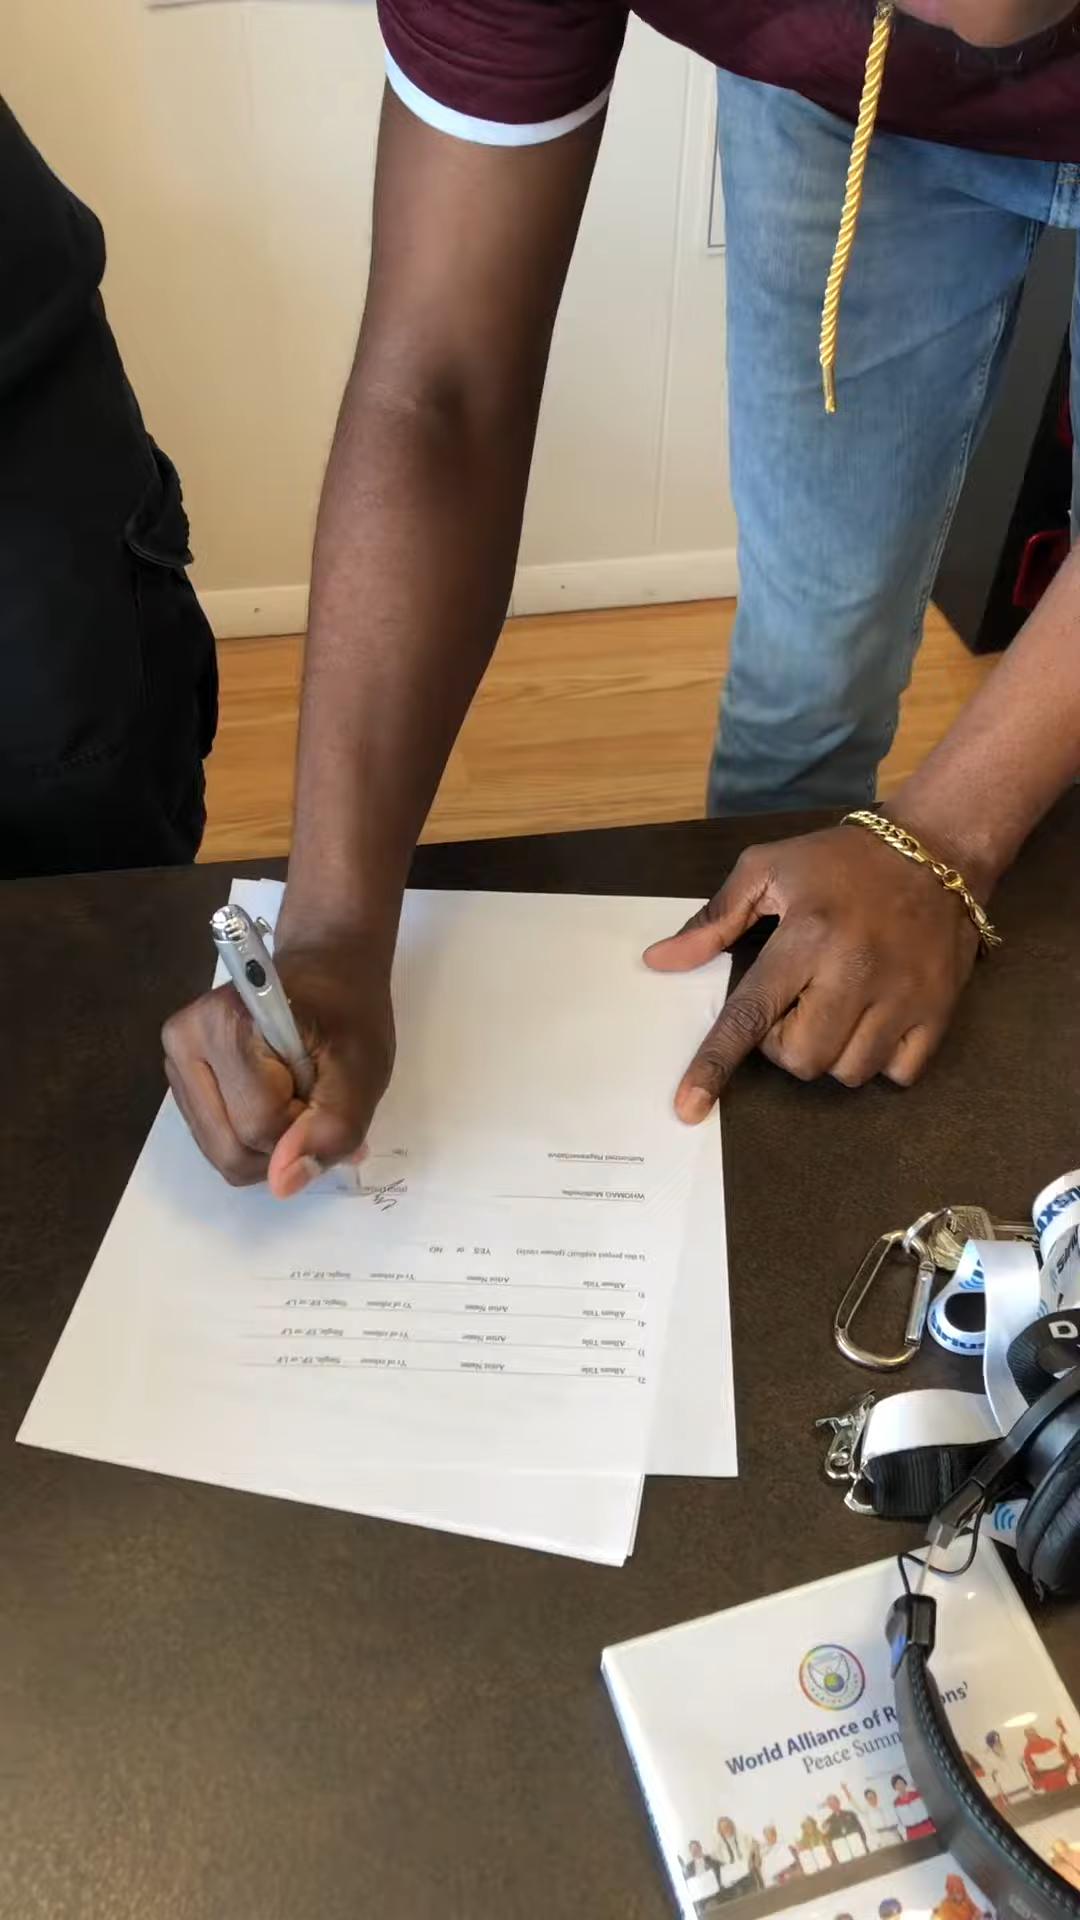 2) Album Title Artist Name Yr of release Single, EP, or LP
3) Album Title Artist Name Yr of release Single, EP, or LP
4) Album Title Artist Name Yr of release Single, EP, or LP
5) Album Title Artist Name Yr of release Single, EP, or LP
Is this project explicit? (please circle) YES or NO
WHOMAG Multimedia
Authorized Representative Title
World Alliance of
Peace